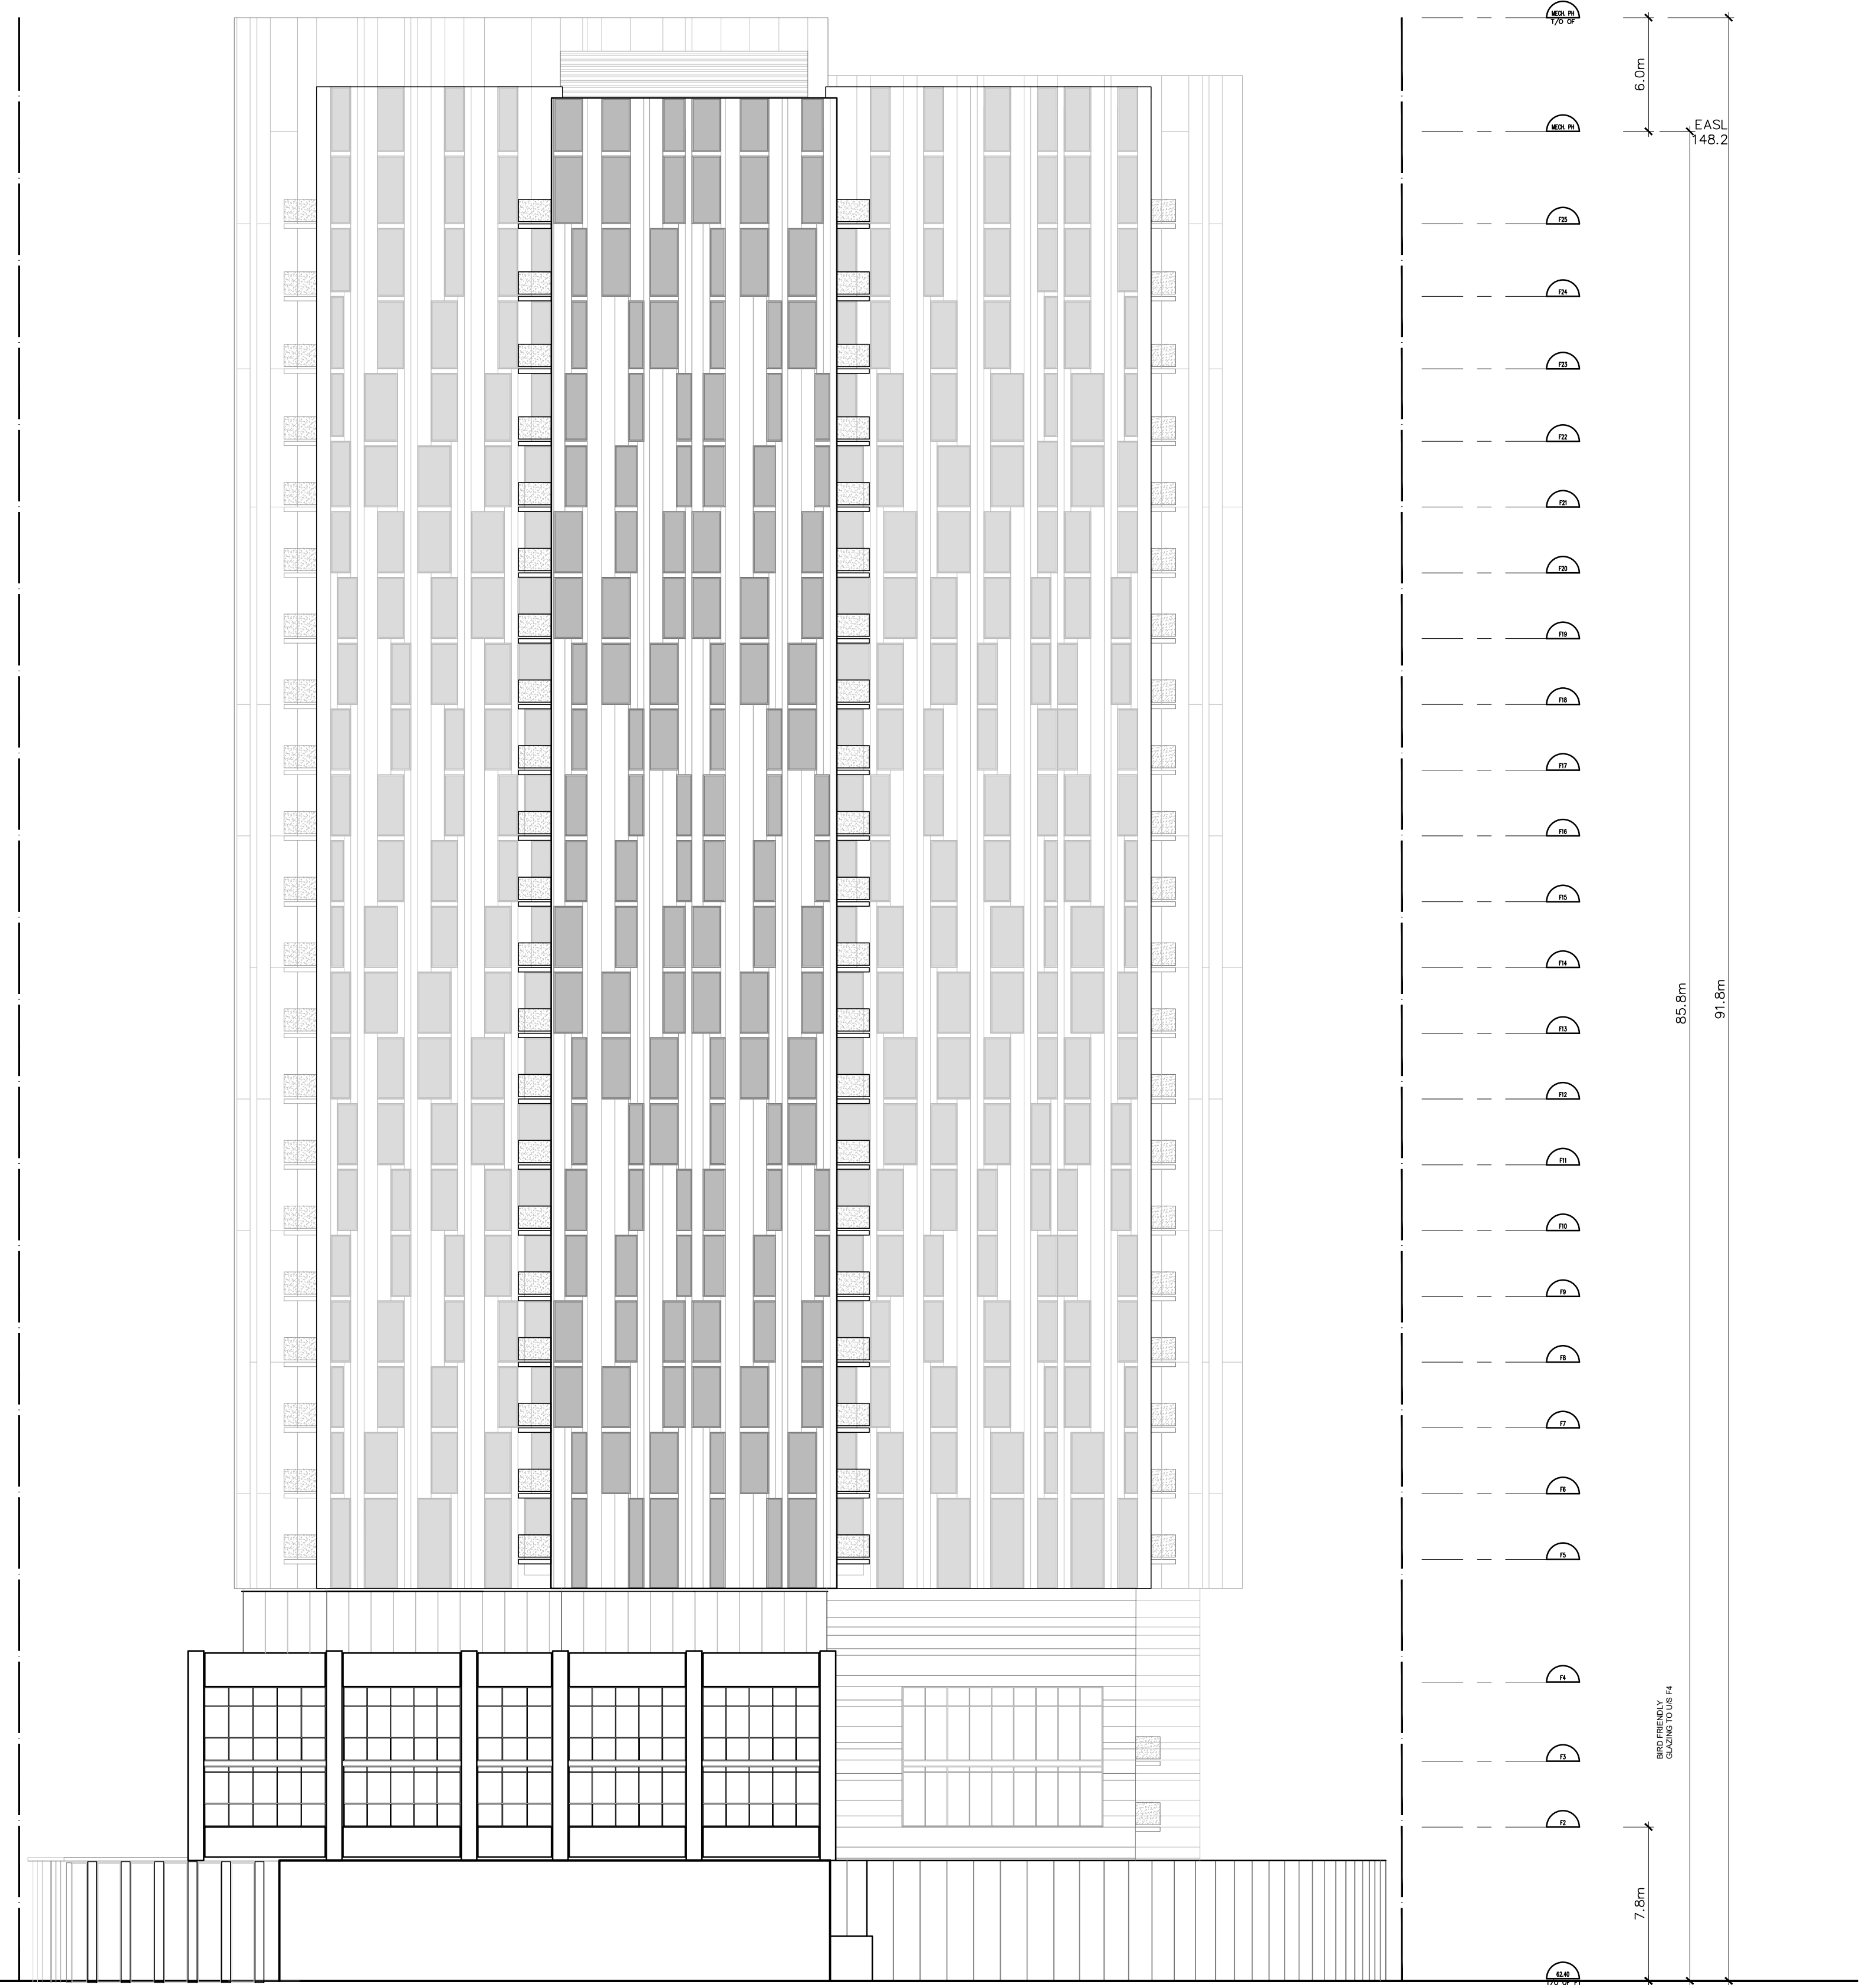 MECH. PH
T/O OF
6.0m
MECH. PH
EASL
148.2
F25
F24
F23
F22
F21
F20
F19
F18
F17
F16
F15
F14
F13
85.8m
91.8m
F12
F11
F10
F9
F8
F7
F6
F5
F4
BIRD FRIENDLY
GLAZING TO U/S F4
F3
F2
7.8m
62.40
T/O OF F1